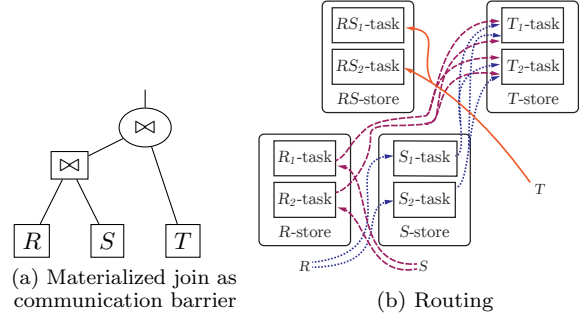 ⋈
⋈
R S T
(a) Materialized join as
communication barrier
RS₁-task
RS₂-task
RS-store
T₁-task
T₂-task
T-store
R₁-task
R₂-task
R-store
S₁-task
S₂-task
S-store
T
R
S
(b) Routing